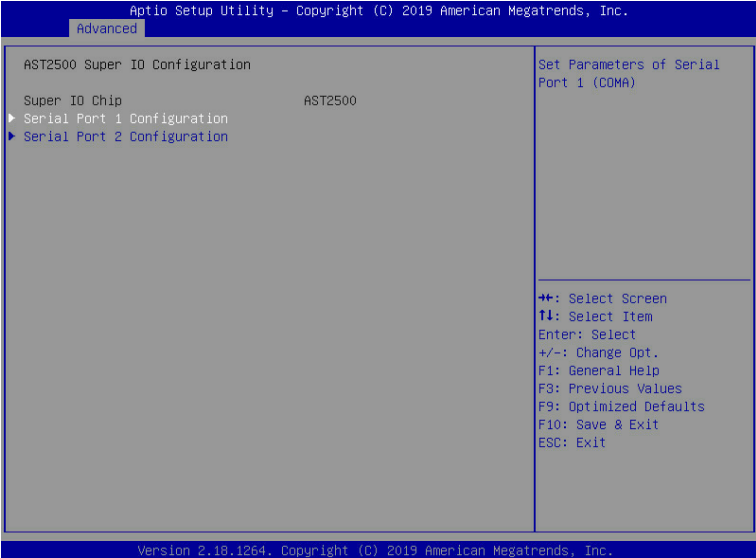 Aptio Setup Utility – Copyright (C) 2019 American Megatrends, Inc.
Advanced
AST2500 Super IO Configuration
Super IO Chip AST2500
▶ Serial Port 1 Configuration
▶ Serial Port 2 Configuration
Set Parameters of Serial
Port 1 (COMA)
→←: Select Screen
↑↓: Select Item
Enter: Select
+/-: Change Opt.
F1: General Help
F3: Previous Values
F9: Optimized Defaults
F10: Save & Exit
ESC: Exit
Version 2.18.1264. Copyright (C) 2019 American Megatrends, Inc.